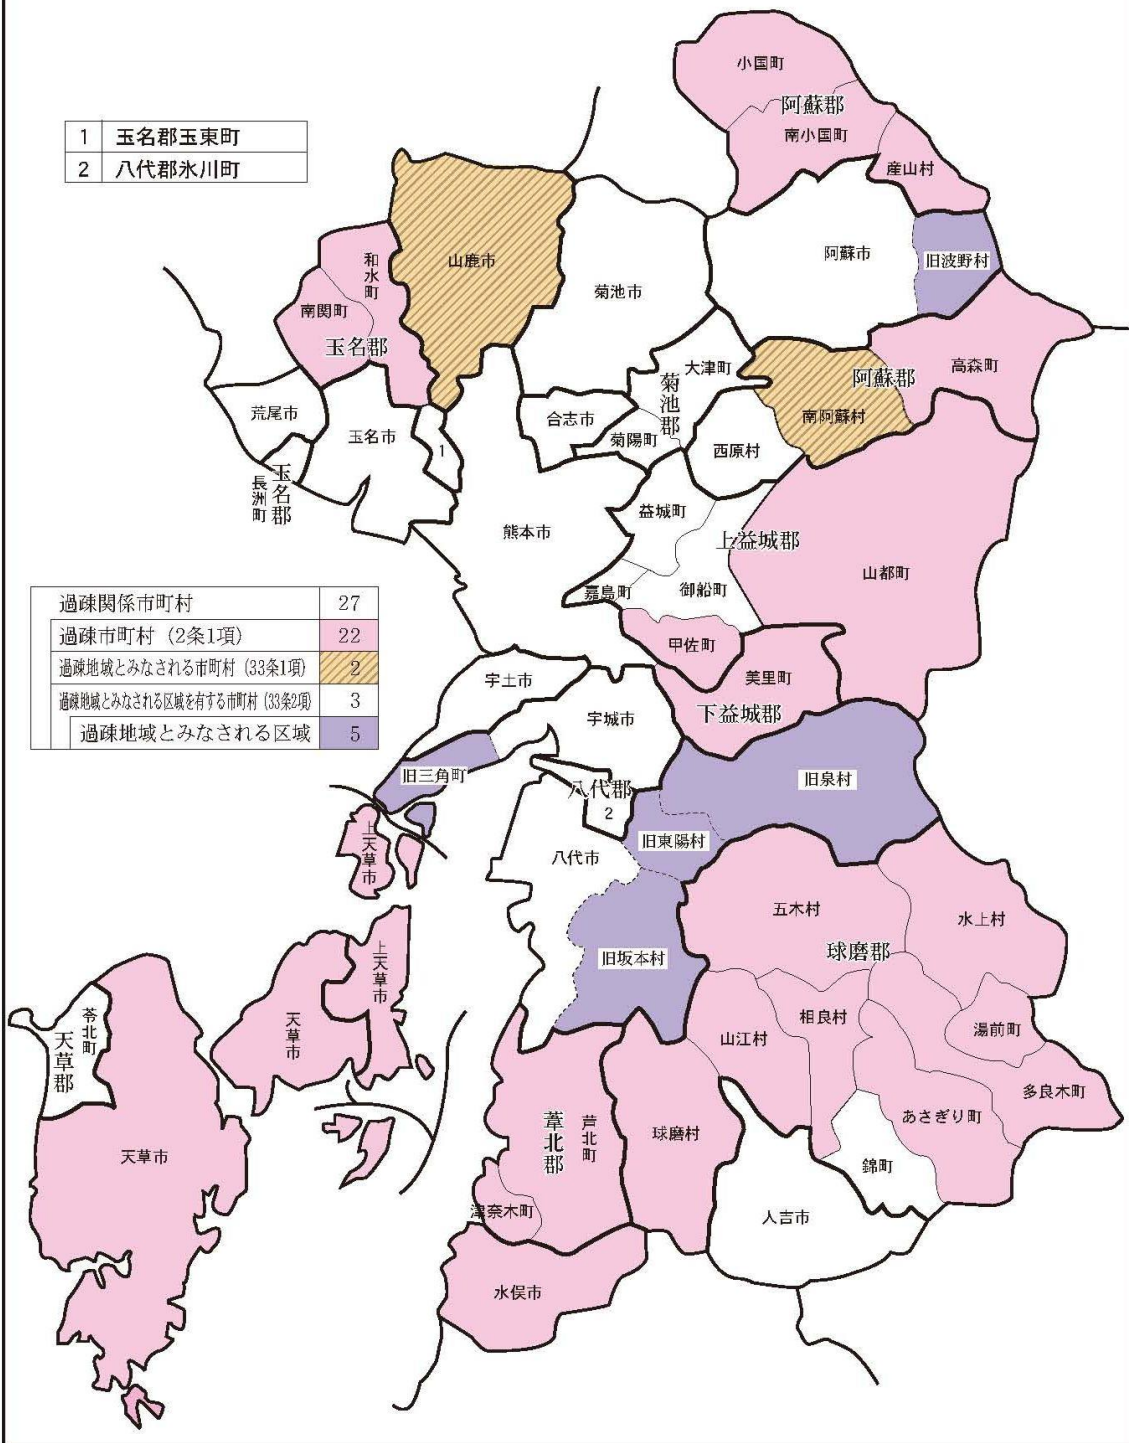 小国町
阿蘇郡
南小国町
産山村
1 玉名郡玉東町
2 八代郡氷川町
山鹿市
和水町
南関町
玉名郡
菊池市
阿蘇市
旧波野村
高森町
阿蘇郡
南阿蘇村
大津町
菊池郡
合志市
菊陽町
西原村
荒尾市
玉名市
1
玉名郡
長洲町
熊本市
益城町
上益城郡
嘉島町
御船町
山都町
甲佐町
美里町
下益城郡
過疎関係市町村 27
過疎市町村(2条1項) 22
過疎地域とみなされる市町村(33条1項) 2
過疎地域とみなされる区域を有する市町村(33条2項) 3
過疎地域とみなされる区域 5
宇土市
宇城市
旧三角町
八代郡
2
旧泉村
旧東陽村
八代市
上天草市
旧坂本村
五木村
水上村
球磨郡
上天草市
天草市
苓北町
天草郡
天草市
山江村
相良村
湯前町
多良木町
あさぎり町
錦町
葦北郡
芦北町
球磨村
津奈木町
人吉市
水俣市